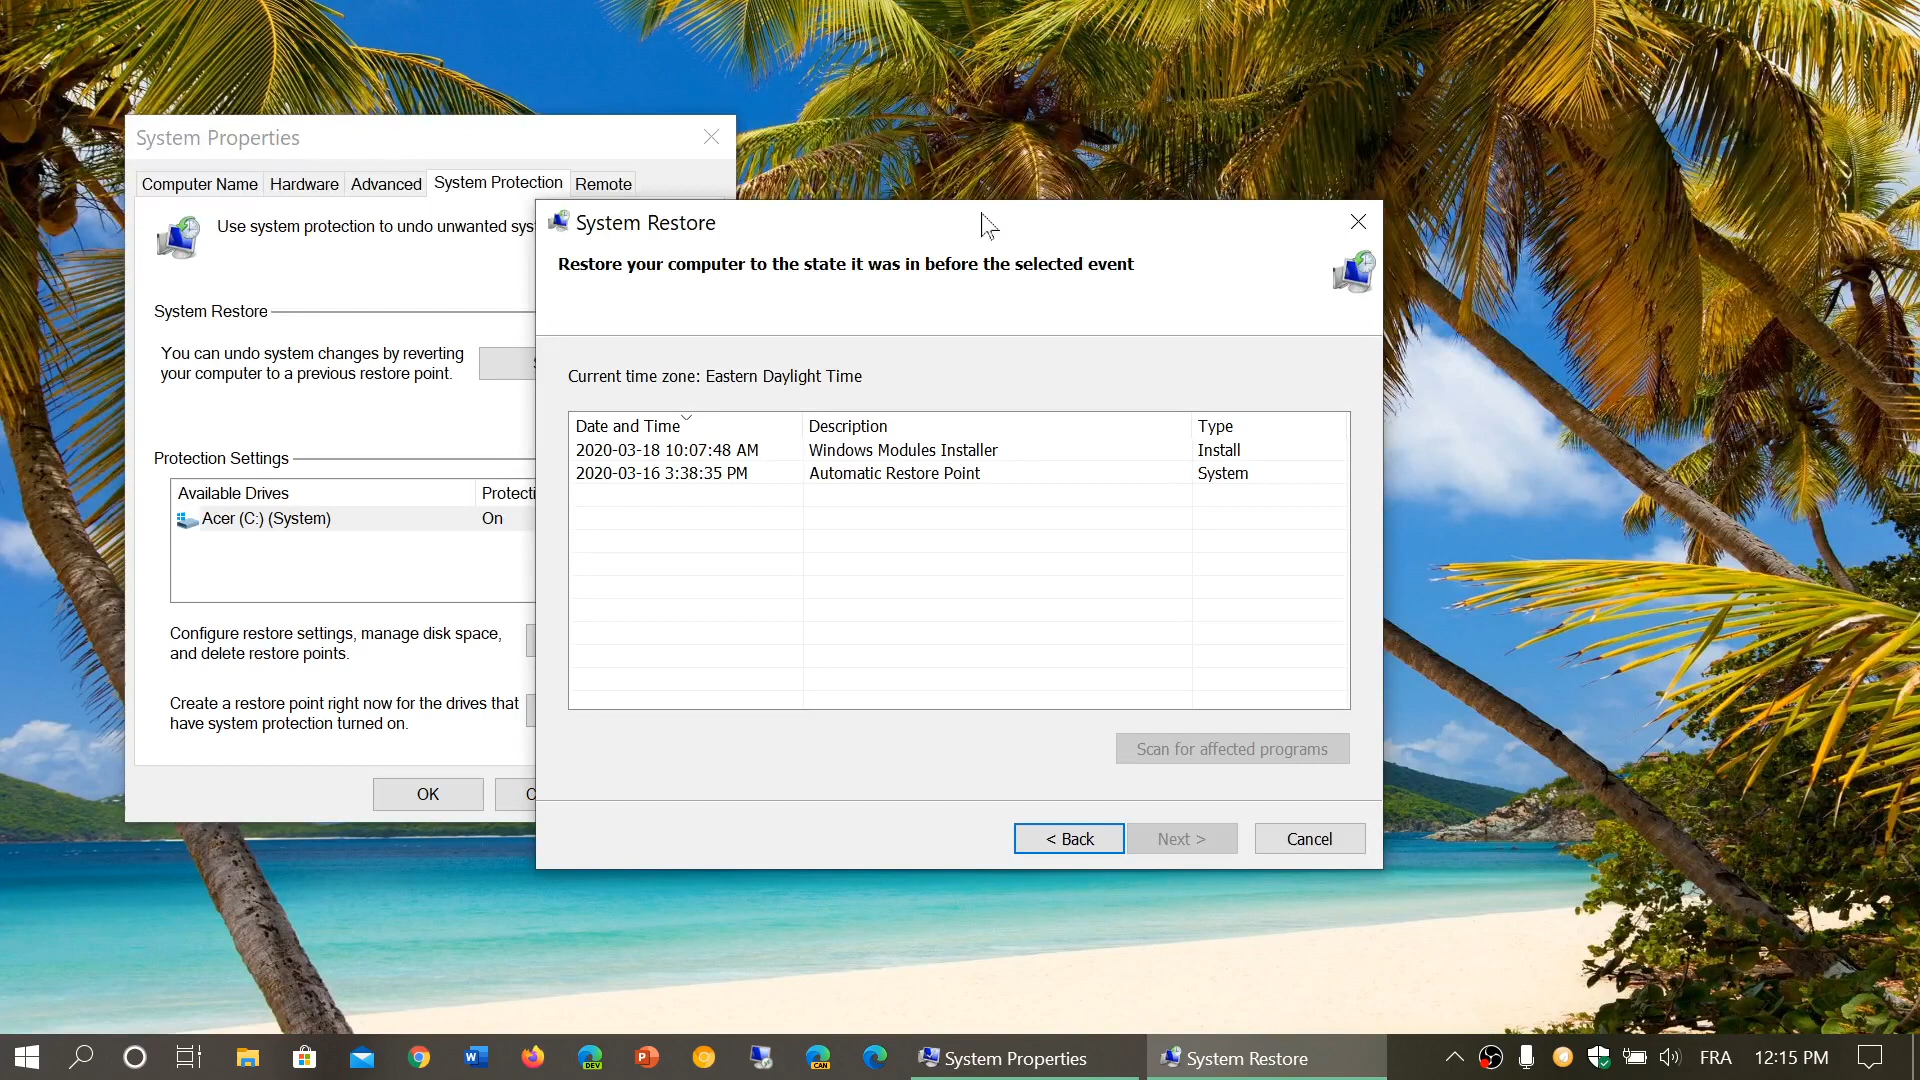 System Properties
Computer Name
Hardware
Advanced
System Protection
Remote
Use system protection to undo unwanted
System Restore
You can undo system changes by reverting
your computer to a previous restore point.
Protection Settings
Available Drives
Acer (C:) (System)
On
Configure restore settings, manage disk space,
and delete restore points.
Create a restore point right now for the drives that
have system protection turned on.
OK
System Restore
Restore your computer to the state it was in before the selected event
Current time zone: Eastern Daylight Time
Date and Time Description Type
2020-03-18 10:07:48 AM Windows Modules Installer Install
2020-03-16 3:38:35 PM Automatic Restore Point System
Scan for affected programs
< Back
Next >
Cancel
DEV
CAN
System Properties
System Restore
FRA
12:15 PM